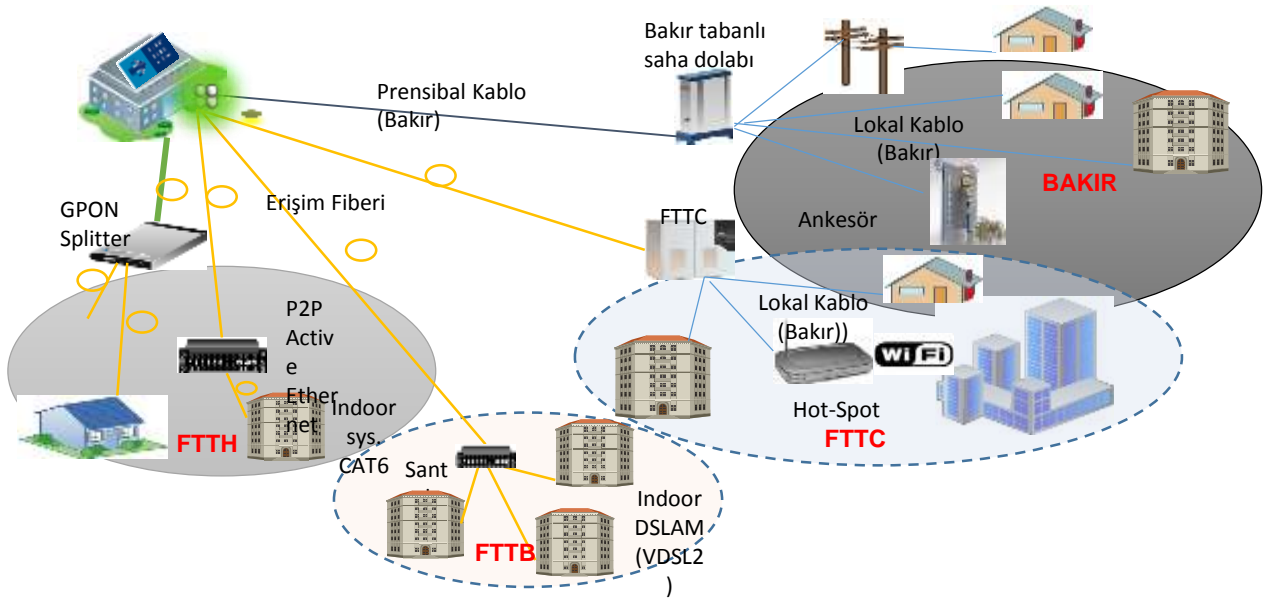 Bakır tabanlı
saha dolabı
Prensibal Kablo
(Bakır)
Lokal Kablo
(Bakır)
BAKIR
Ankesör
GPON
Splitter
Erişim Fiberi
FTTC
P2P
Activ
e
Ether
net
FTTH
Indoor
sys,
CAT6
Sant
FTTB
Indoor
DSLAM
(VDSL2
)
Lokal Kablo
(Bakır))
WiFi
Hot-Spot
FTTC